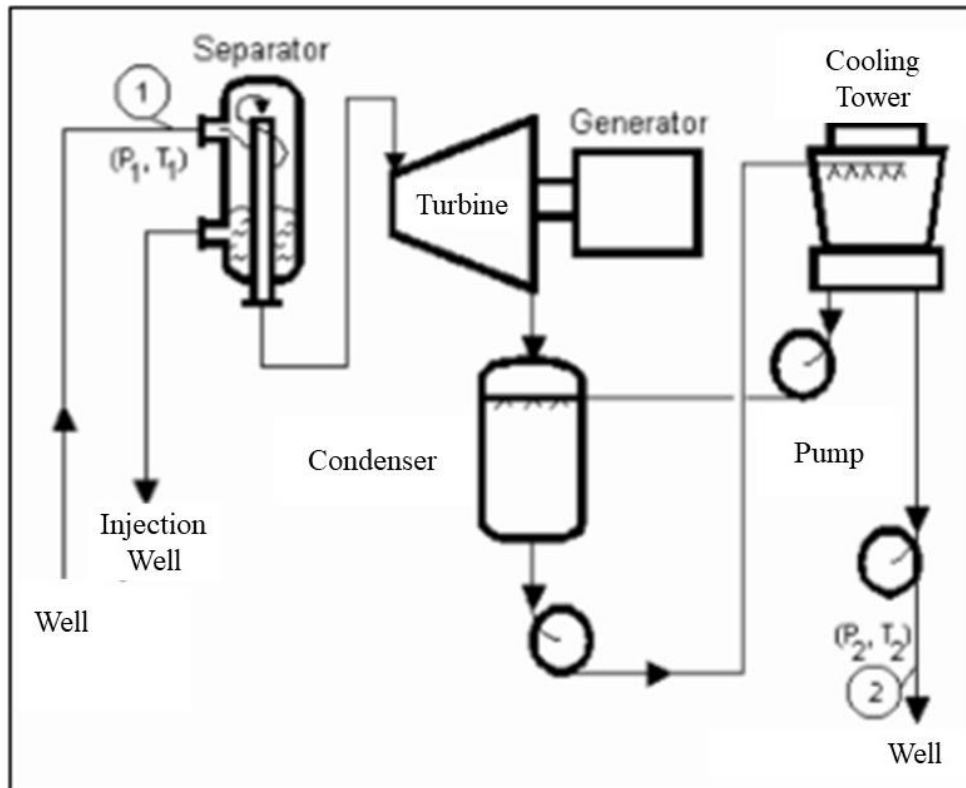 Separator
Cooling
Tower
1
(P₁, T₁)
Generator
Turbine
Condenser
Pump
Injection
Well
Well
(P₂, T₂)
2
Well